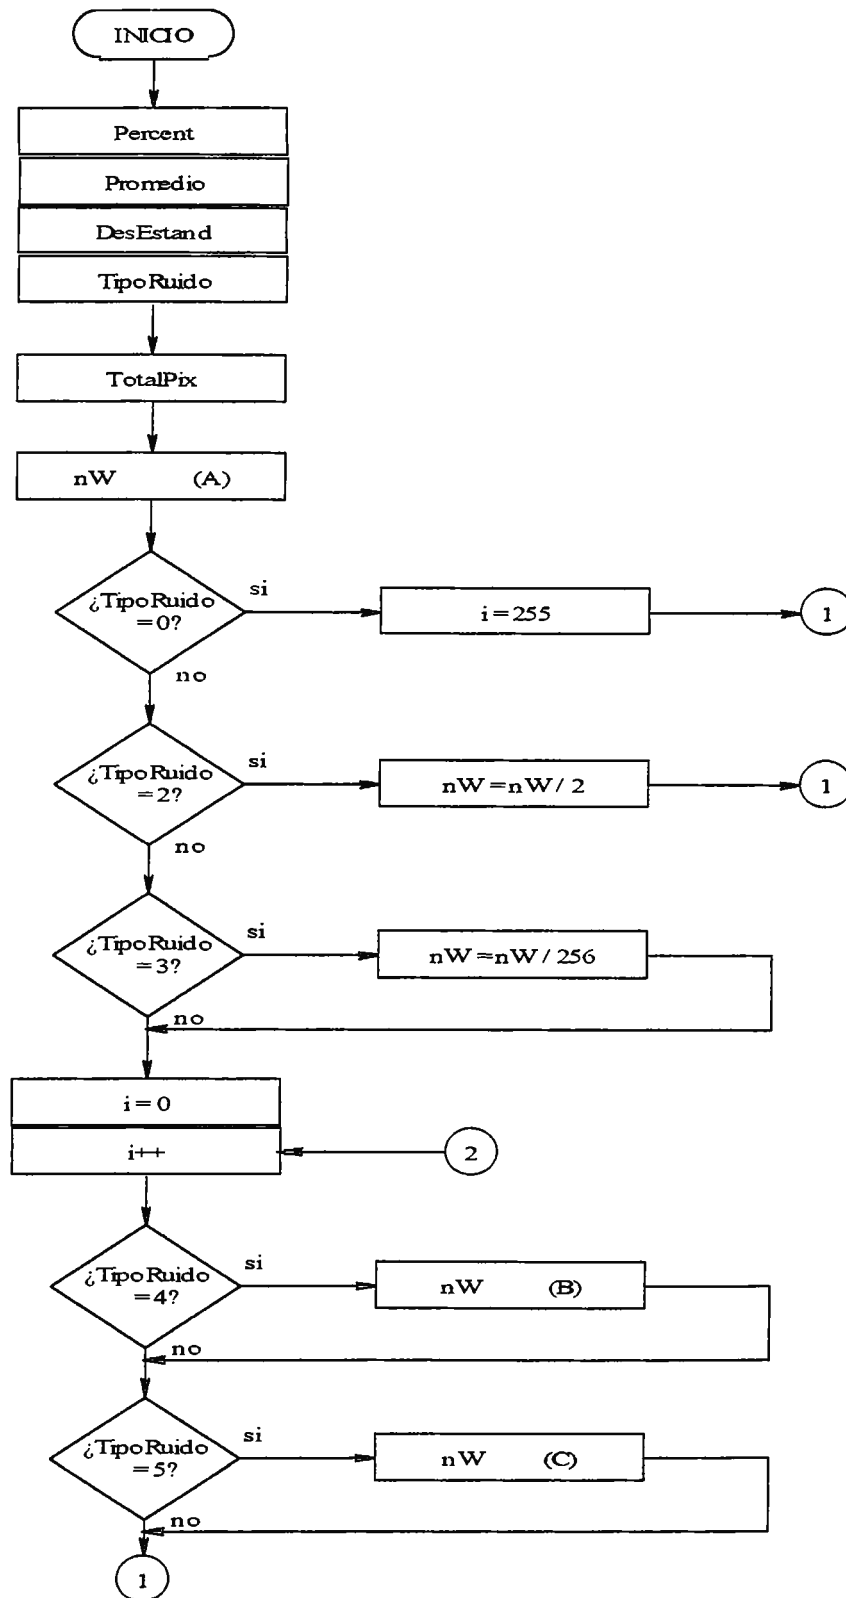 INICIO
Percent
Promedio
DesEstand
TipoRuido
TotalPix
nW (A)
¿TipoRuido
=0?
si
i=255
1
no
¿TipoRuido
=2?
si
nW=nW/2
1
no
¿TipoRuido
=3?
si
nW=nW/256
no
i=0
i++
2
¿TipoRuido
=4?
si
nW (B)
no
¿TipoRuido
=5?
si
nW (C)
no
1